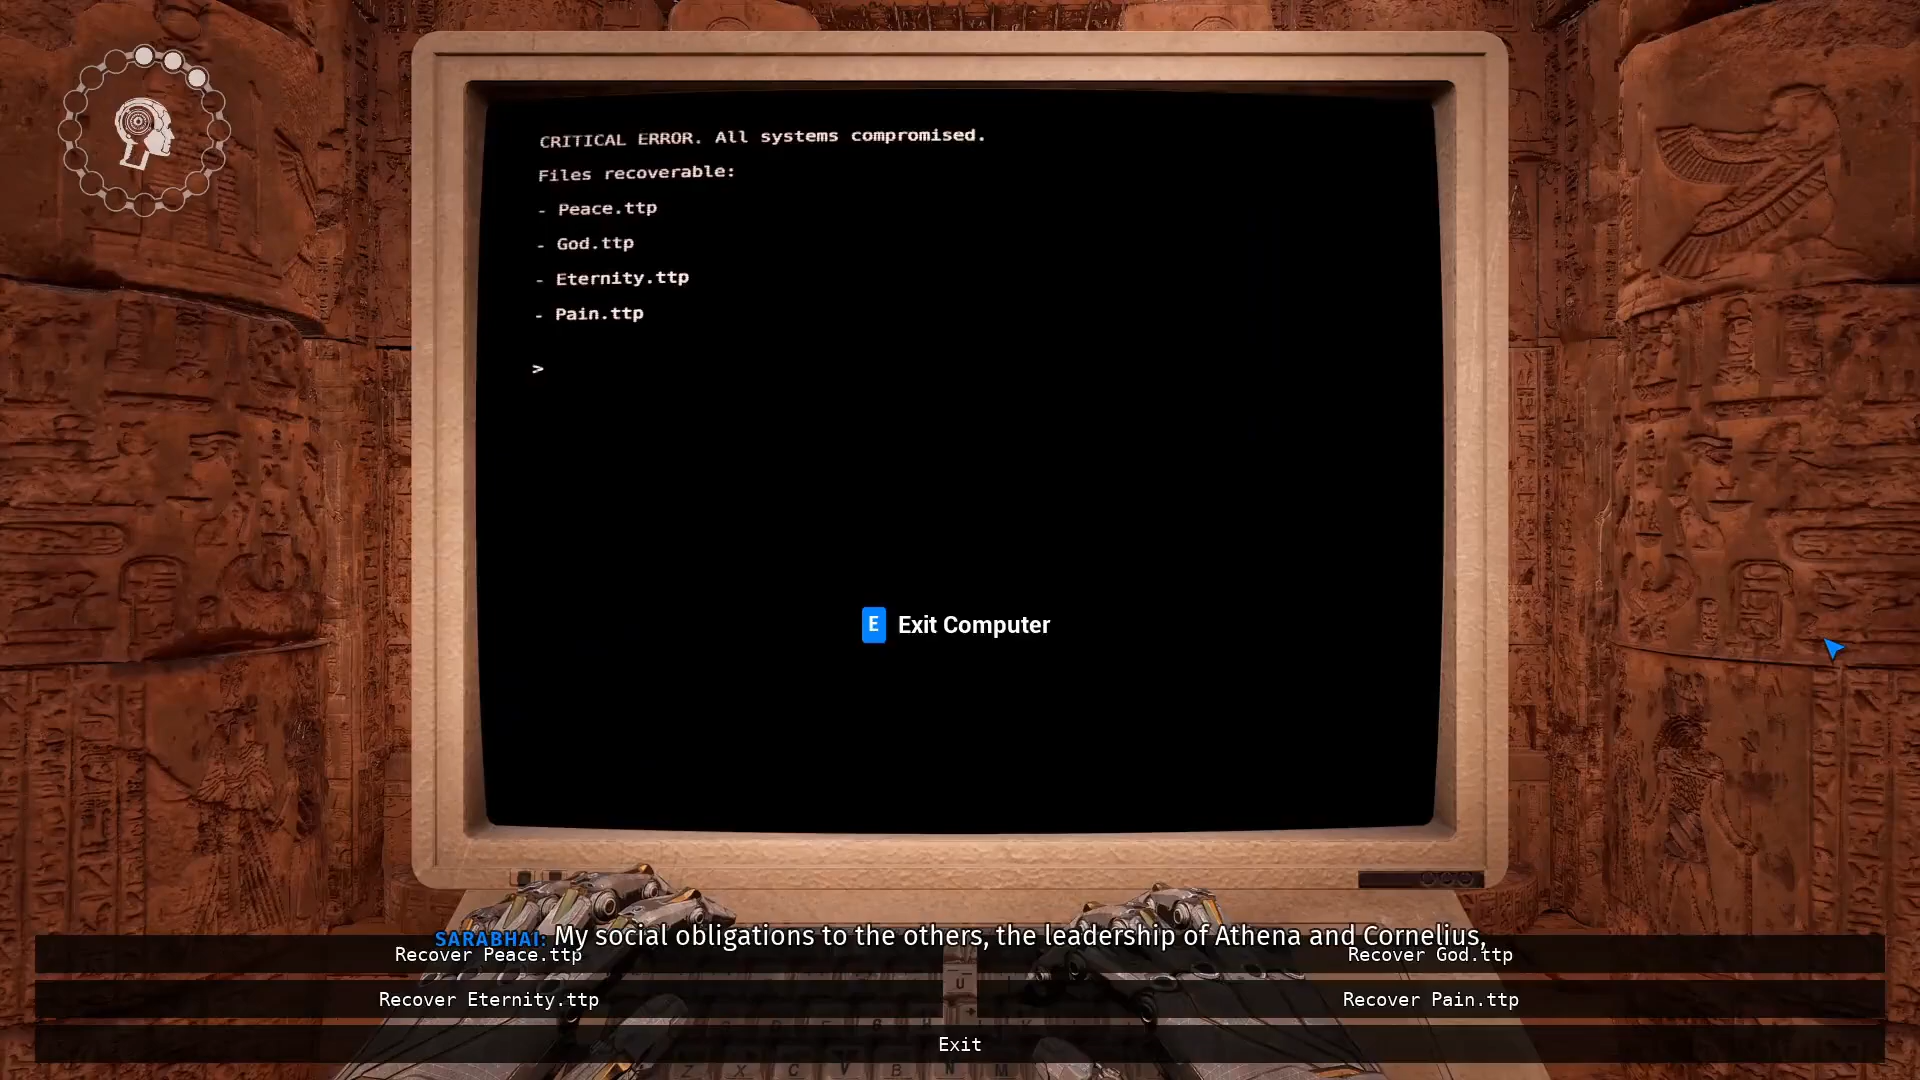 CRITICAL ERROR. All systems compromised.
Files recoverable:
- Peace.ttp
- God.ttp
- Eternity.ttp
- Pain.ttp
>
E Exit Computer
SARABHAI: My social obligations to the others, the leadership of Athena and Cornelius,
Recover Peace.ttp
Recover God.ttp
Recover Eternity.ttp
Recover Pain.ttp
Exit
U
Z X C V B N M